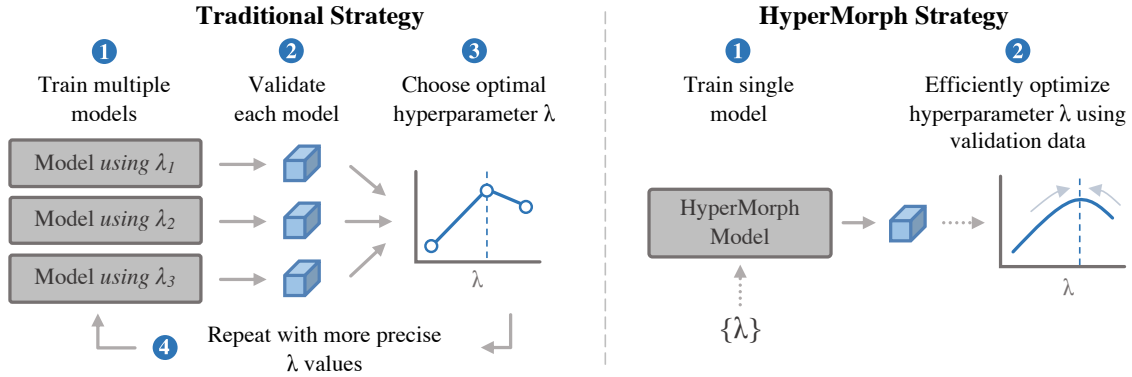 Traditional Strategy
1
Train multiple
models
2
Validate
each model
3
Choose optimal
hyperparameter λ
Model using λ1
Model using λ2
Model using λ3
λ
4
Repeat with more precise
λ values
HyperMorph Strategy
1
Train single
model
2
Efficiently optimize
hyperparameter λ using
validation data
HyperMorph
Model
{λ}
λ